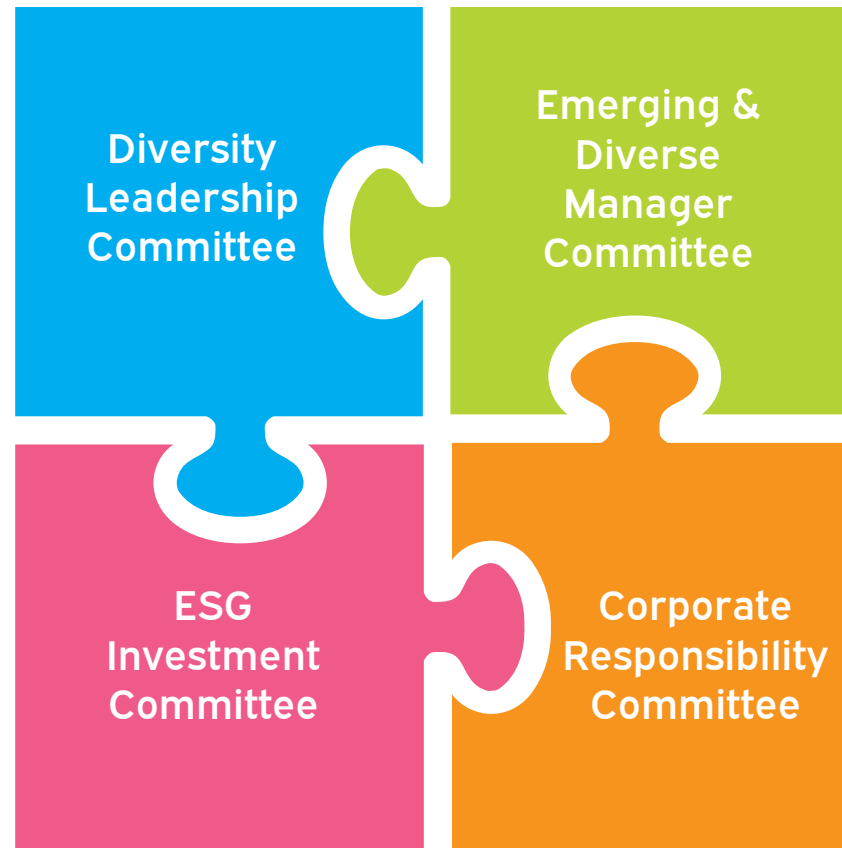 Diversity
Leadership
Committee
Emerging &
Diverse
Manager
Committee
ESG
Investment
Committee
Corporate
Responsibility
Committee